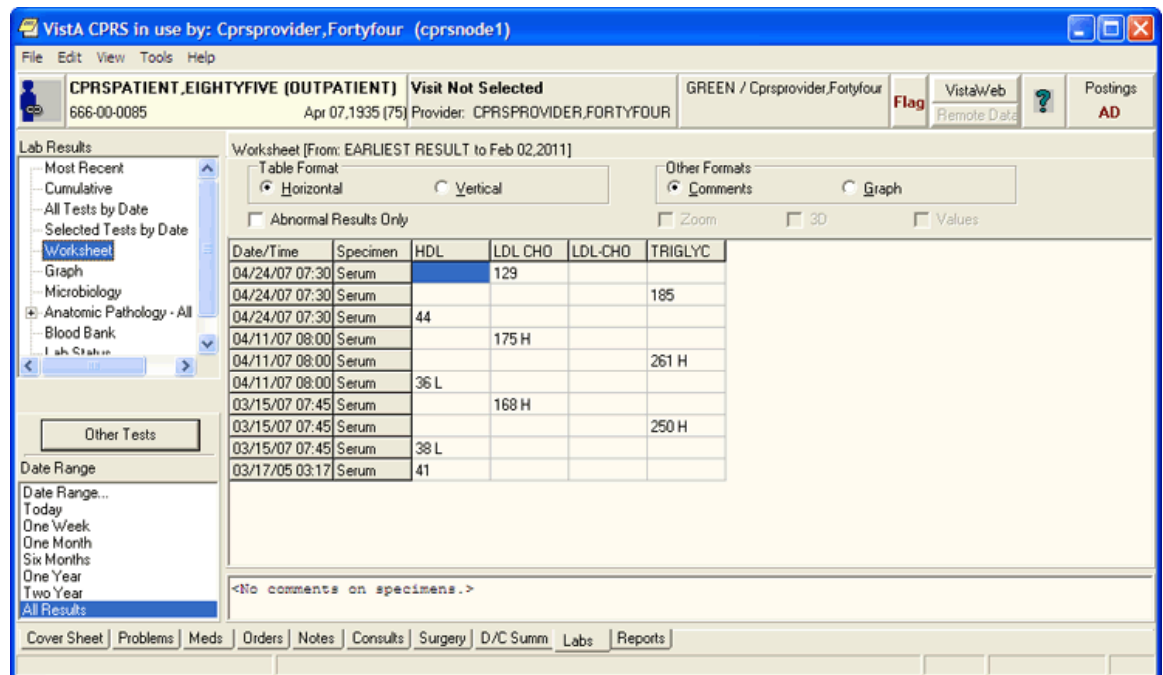 VistA CPRS in use by: Cprsprovider,Fortyfour (cprsnode1)
File Edit View Tools Help
CPRSPATIENT,EIGHTYFIVE (OUTPATIENT) Visit Not Selected GREEN / Cprsprovider,Fortyfour Flag VistaWeb ? Postings
666-00-0085 Apr 07,1935 (75) Provider: CPRSPROVIDER,FORTYFOUR Remote Data AD
Lab Results
Most Recent
Cumulative
All Tests by Date
Selected Tests by Date
Worksheet
Graph
Microbiology
Anatomic Pathology - All
Blood Bank
Lab Status
Other Tests
Date Range
Date Range...
Today
One Week
One Month
Six Months
One Year
Two Year
All Results
Worksheet [From: EARLIEST RESULT to Feb 02,2011]
Table Format Other Formats
Horizontal Vertical Comments Graph
Abnormal Results Only Zoom 3D Values
Date/Time Specimen HDL LDL CHO LDL-CHO TRIGLYC
04/24/07 07:30 Serum 129
04/24/07 07:30 Serum 185
04/24/07 07:30 Serum 44
04/11/07 08:00 Serum 175 H
04/11/07 08:00 Serum 261 H
04/11/07 08:00 Serum 36 L
03/15/07 07:45 Serum 168 H
03/15/07 07:45 Serum 250 H
03/15/07 07:45 Serum 38 L
03/17/05 03:17 Serum 41
<No comments on specimens.>
Cover Sheet Problems Meds Orders Notes Consults Surgery D/C Summ Labs Reports